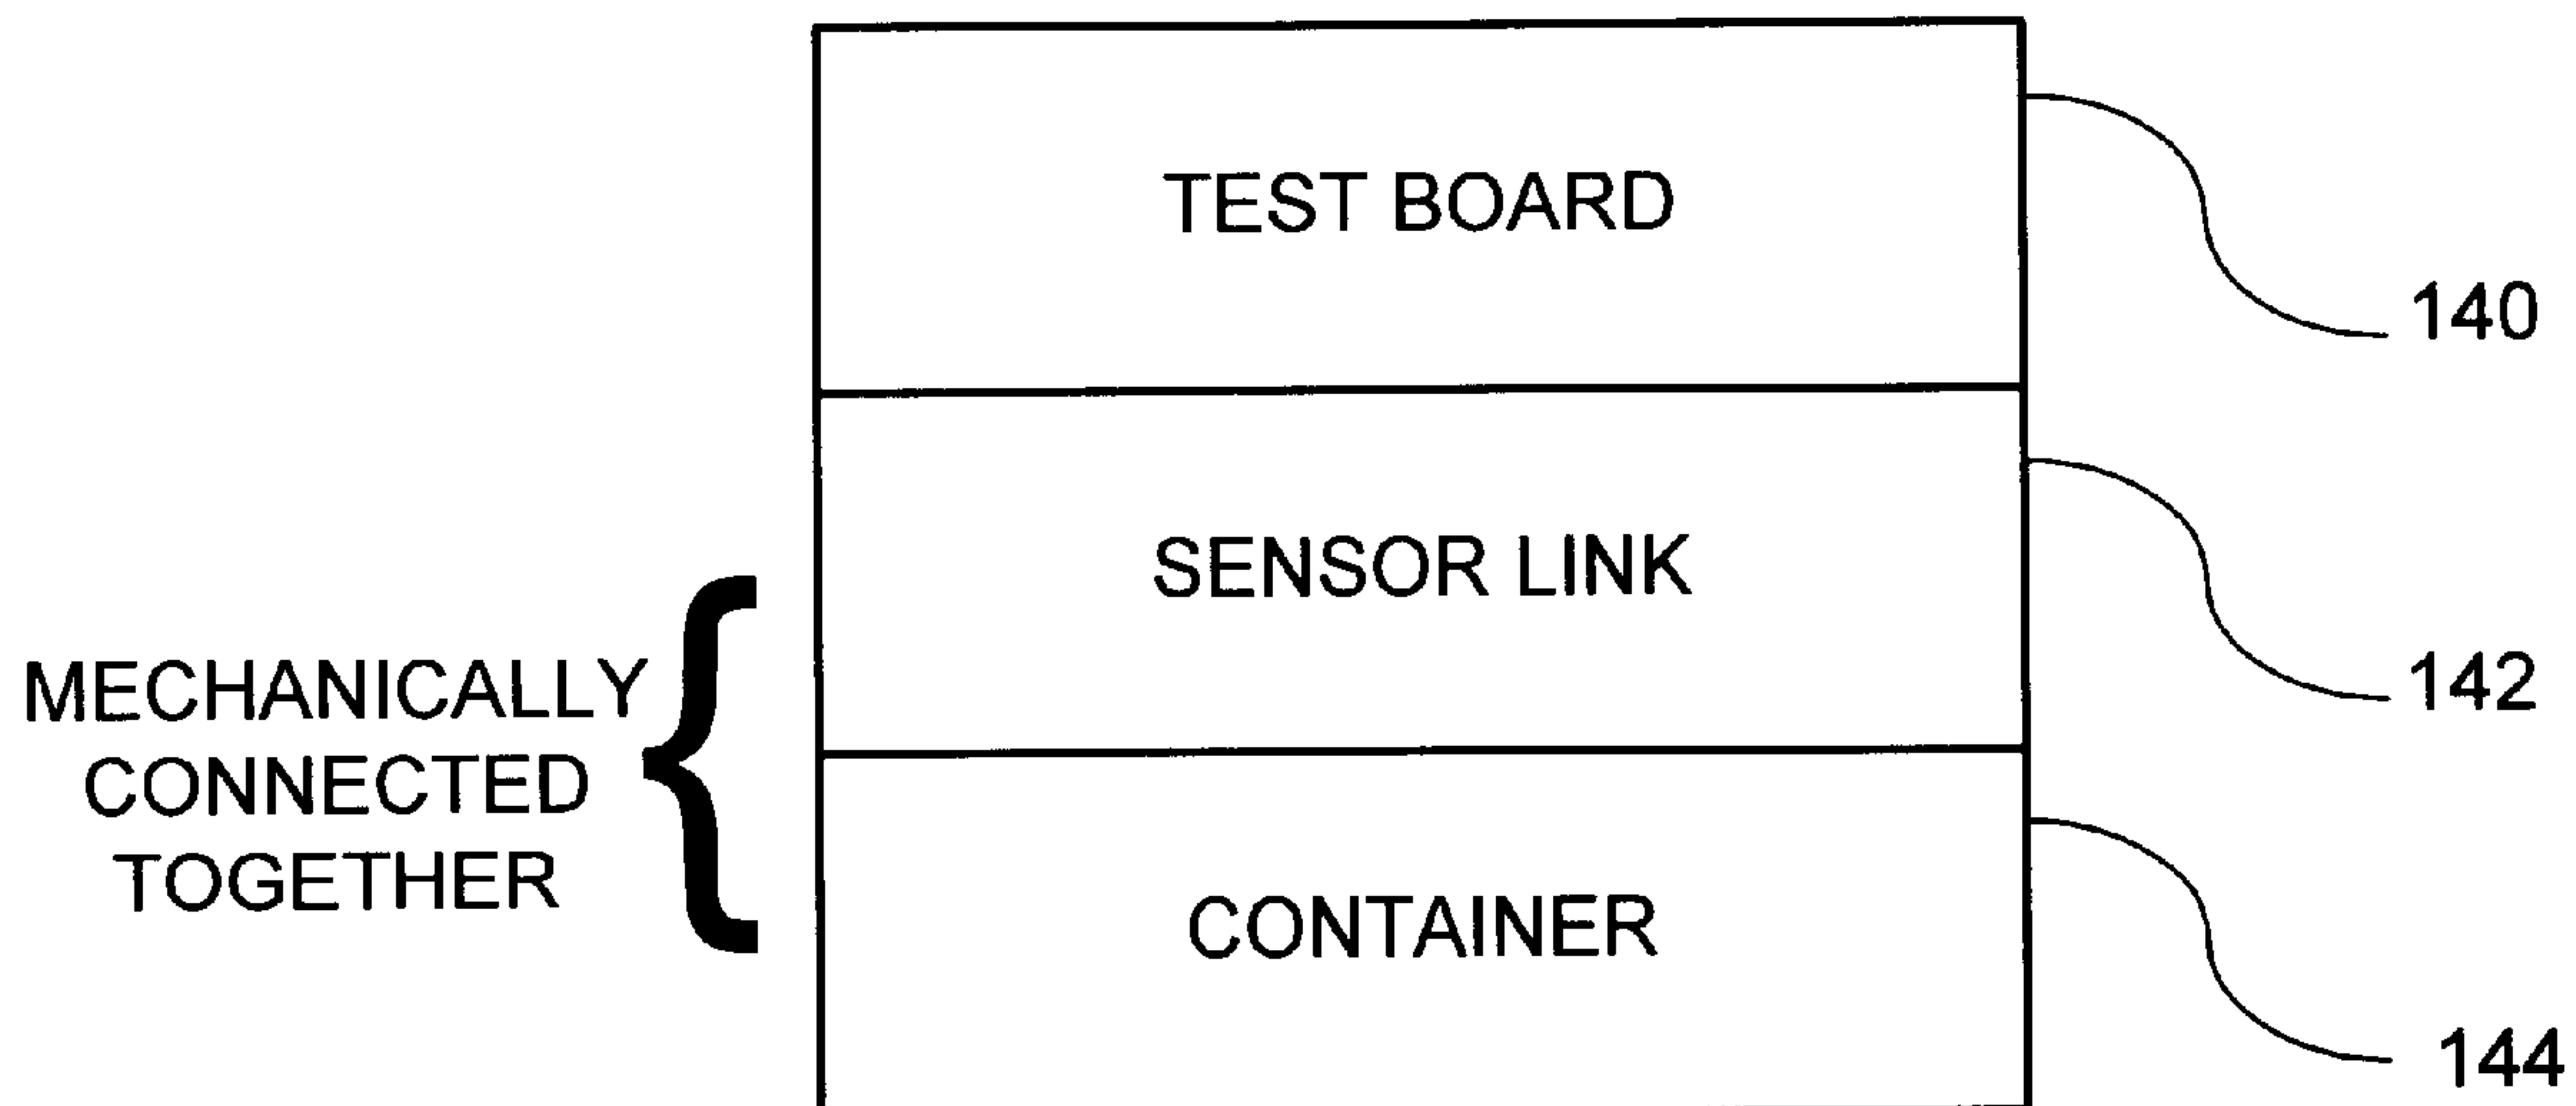 TEST BOARD
140
SENSOR LINK
142
MECHANICALLY
CONNECTED
TOGETHER
CONTAINER
144